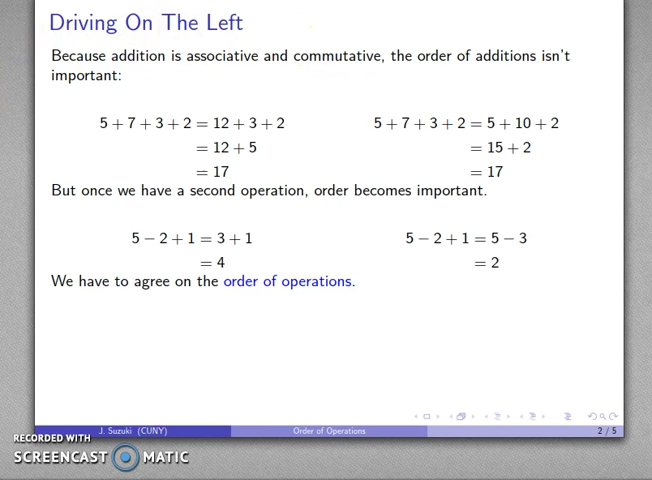 Driving On The Left
Because addition is associative and commutative, the order of additions isn't
important:
5 + 7 + 3 + 2 = 12 + 3 + 2
= 12 + 5
= 17
5 + 7 + 3 + 2 = 5 + 10 + 2
= 15 + 2
= 17
But once we have a second operation, order becomes important.
5 − 2 + 1 = 3 + 1
= 4
5 − 2 + 1 = 5 − 3
= 2
We have to agree on the order of operations.
J. Suzuki (CUNY) Order of Operations 2 / 5
RECORDED WITH
SCREENCAST MATIC